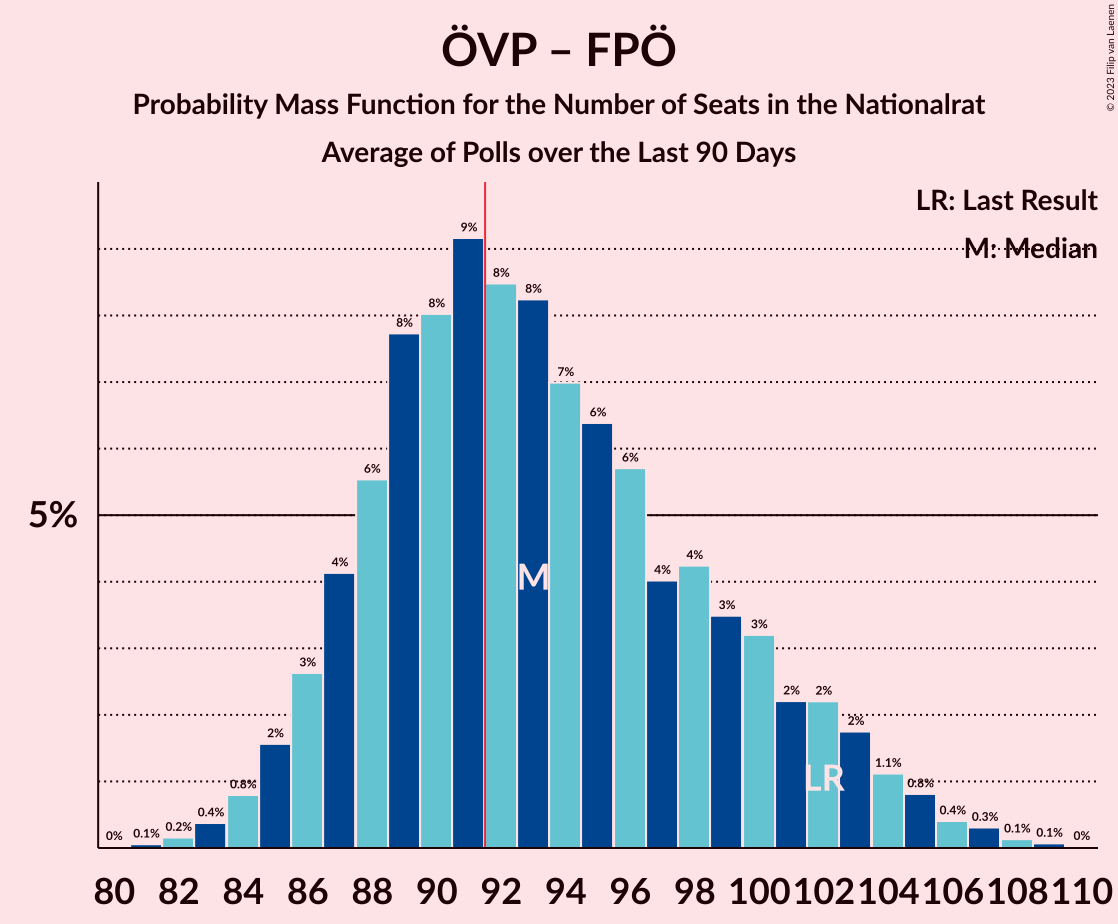 ÖVP – FPÖ
Probability Mass Function for the Number of Seats in the Nationalrat
Average of Polls over the Last 90 Days
© 2023 Filip van Laenen
LR: Last Result
M: Median
5%
0% 0.1% 0.2% 0.4% 0.8% 2% 3% 4% 6% 8% 8% 9% 8% 8% 7% 6% 6% 4% 4% 3% 3% 2% 2% 2% 1.1% 0.8% 0.4% 0.3% 0.1% 0.1% 0%
M
LR
80 82 84 86 88 90 92 94 96 98 100 102 104 106 108 110